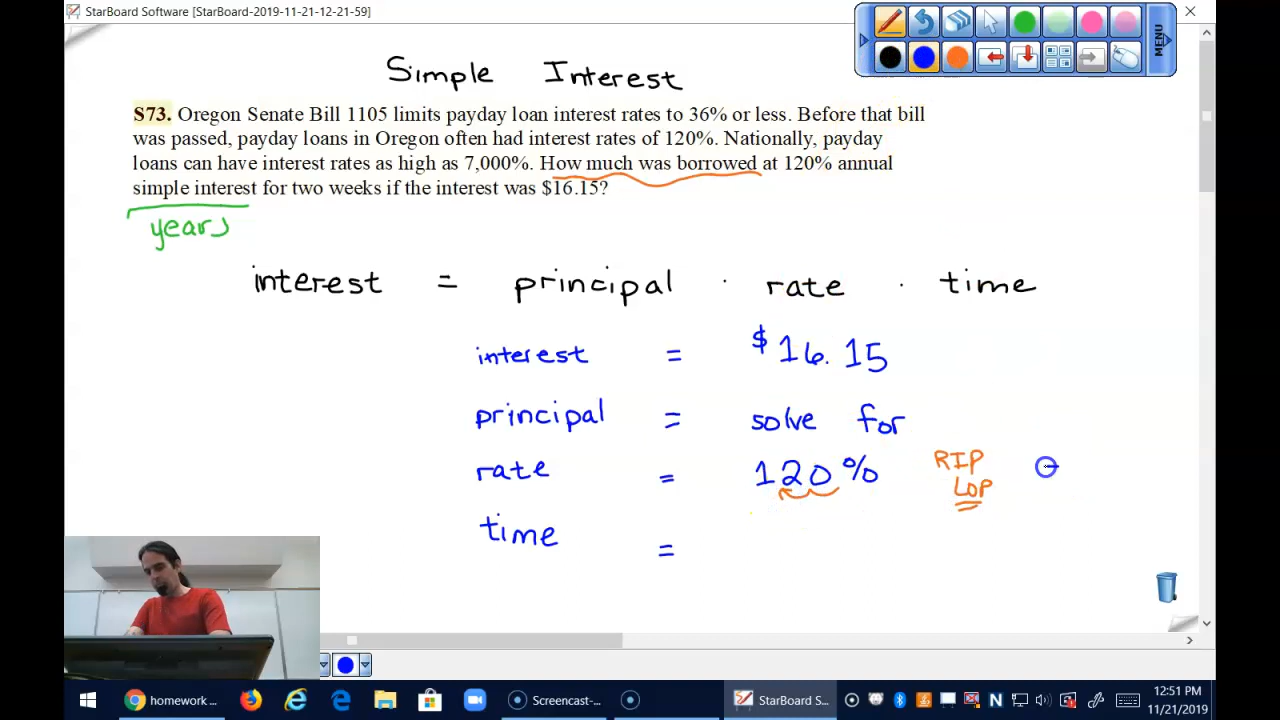 StarBoard Software [StarBoard-2019-11-21-12-21-59]
MENU
Simple Interest
S73. Oregon Senate Bill 1105 limits payday loan interest rates to 36% or less. Before that bill
was passed, payday loans in Oregon often had interest rates of 120%. Nationally, payday
loans can have interest rates as high as 7,000%. How much was borrowed at 120% annual
simple interest for two weeks if the interest was $16.15?
years
interest = principal · rate · time
interest = $16.15
principal = solve for
rate = 120% RIP
LOP
time =
homework ...
Screencast-...
StarBoard S...
12:51 PM
11/21/2019